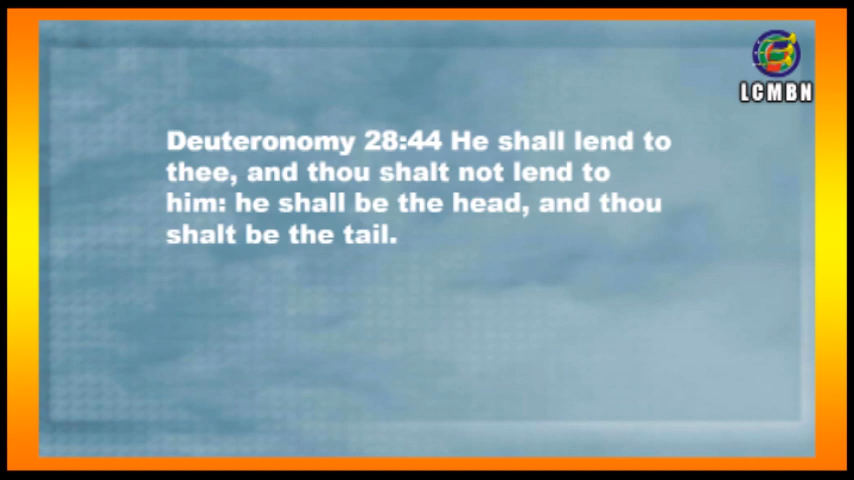 LCMBN
Deuteronomy 28:44 He shall lend to
thee, and thou shalt not lend to
him: he shall be the head, and thou
shalt be the tail.